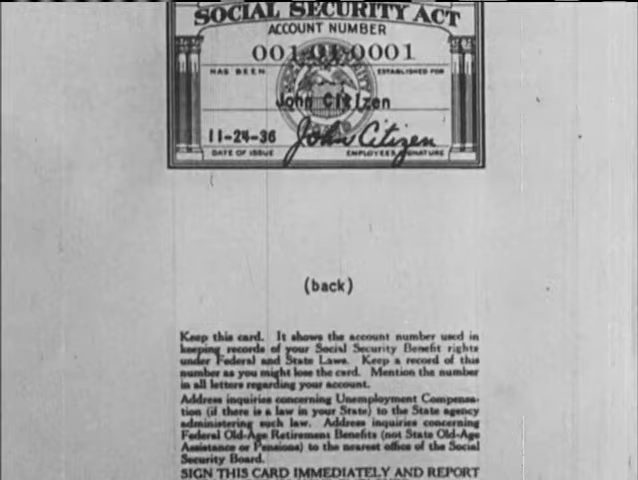 SOCIAL SECURITY ACT
ACCOUNT NUMBER
001-01-0001
HAS BEEN ESTABLISHED FOR
John Citizen
11-24-36 John Citizen
DATE OF ISSUE EMPLOYEE'S SIGNATURE
(back)
Keep this card. It shows the account number used in
keeping records of your Social Security Benefit rights
under Federal and State Laws. Keep a record of this
number as you might lose the card. Mention the number
in all letters regarding your account.
Address inquiries concerning Unemployment Compensa-
tion (if there is a law in your State) to the State agency
administering such law. Address inquiries concerning
Federal Old-Age Retirement Benefits (not State Old-Age
Assistance or Pensions) to the nearest office of the Social
Security Board.
SIGN THIS CARD IMMEDIATELY AND REPORT